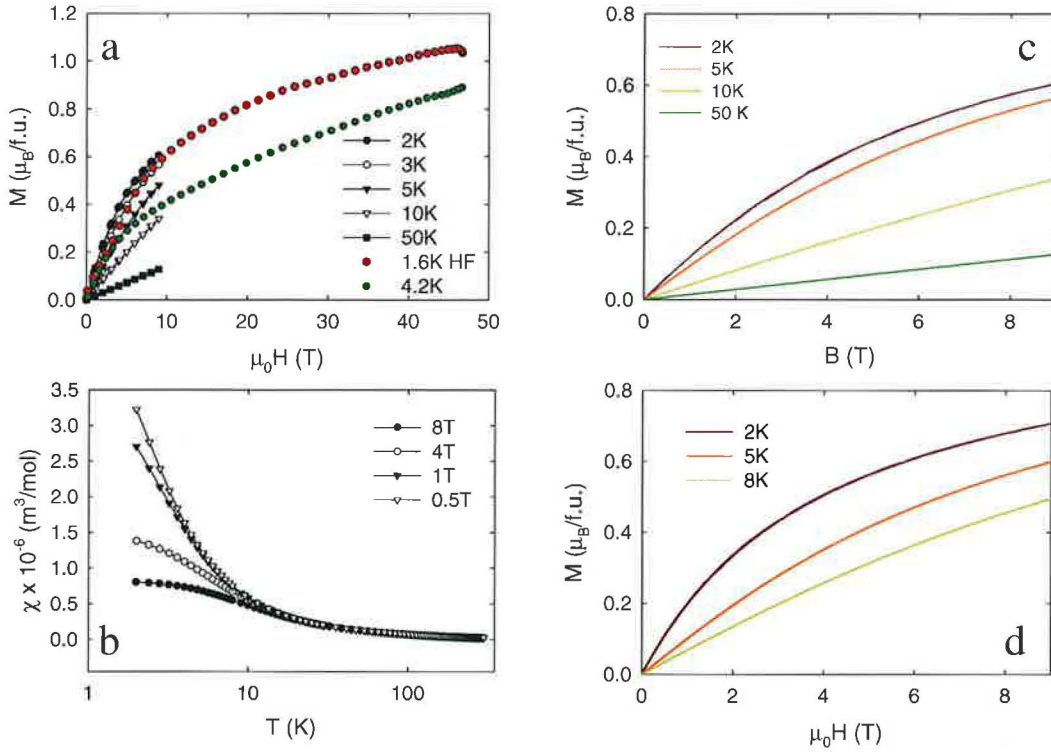 a
1.2
1.0
0.8
0.6
0.4
0.2
0.0
M (μB/f.u.)
2K
3K
5K
10K
50K
1.6K HF
4.2K
0 10 20 30 40 50
μ0H (T)
c
0.8
0.6
0.4
0.2
0.0
M (μB/f.u.)
2K
5K
10K
50 K
0 2 4 6 8
B (T)
b
3.5
3.0
2.5
2.0
1.5
1.0
0.5
0.0
χ x 10-6 (m3/mol)
8T
4T
1T
0.5T
1 10 100
T (K)
d
0.8
0.6
0.4
0.2
0.0
M (μB/f.u.)
2K
5K
8K
0 2 4 6 8
μ0H (T)